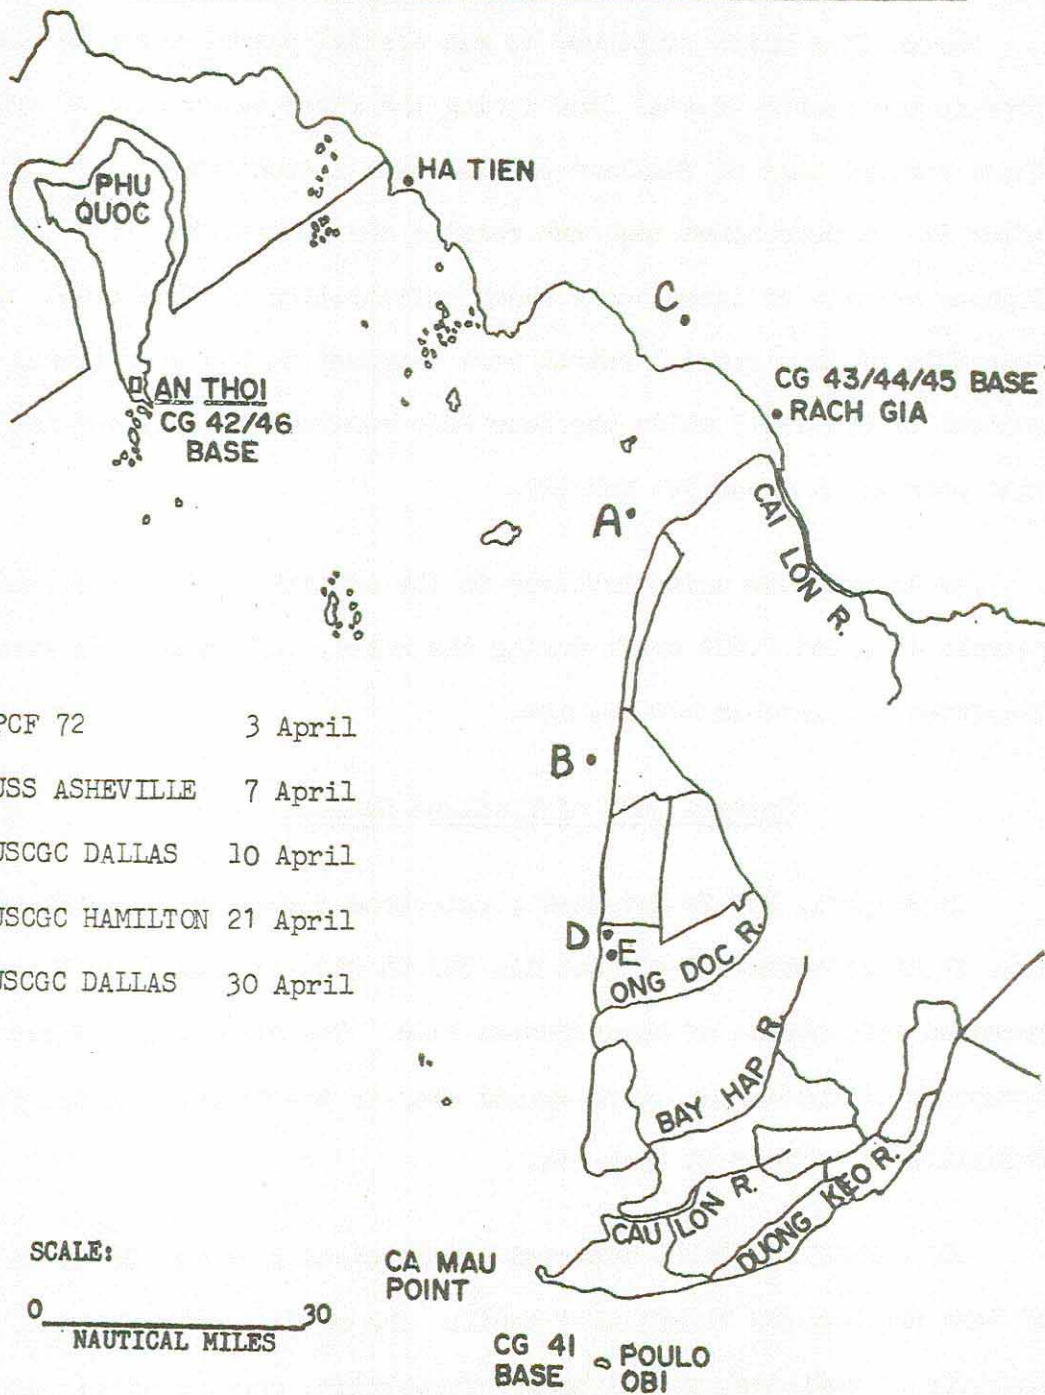 HA TIEN
PHU
QUOC
C
CG 43/44/45 BASE
RACH GIA
AN THOI
CG 42/46
BASE
CAI LON R.
A
PCF 72 3 April
B
USS ASHEVILLE 7 April
USCGC DALLAS 10 April
USCGC HAMILTON 21 April
D
E
ONG DOC R.
USCGC DALLAS 30 April
BAY HAP R.
CAU LON R.
DUONG KEO R.
SCALE:
CA MAU
POINT
0 30
NAUTICAL MILES
CG 41
BASE
POULO
OBI